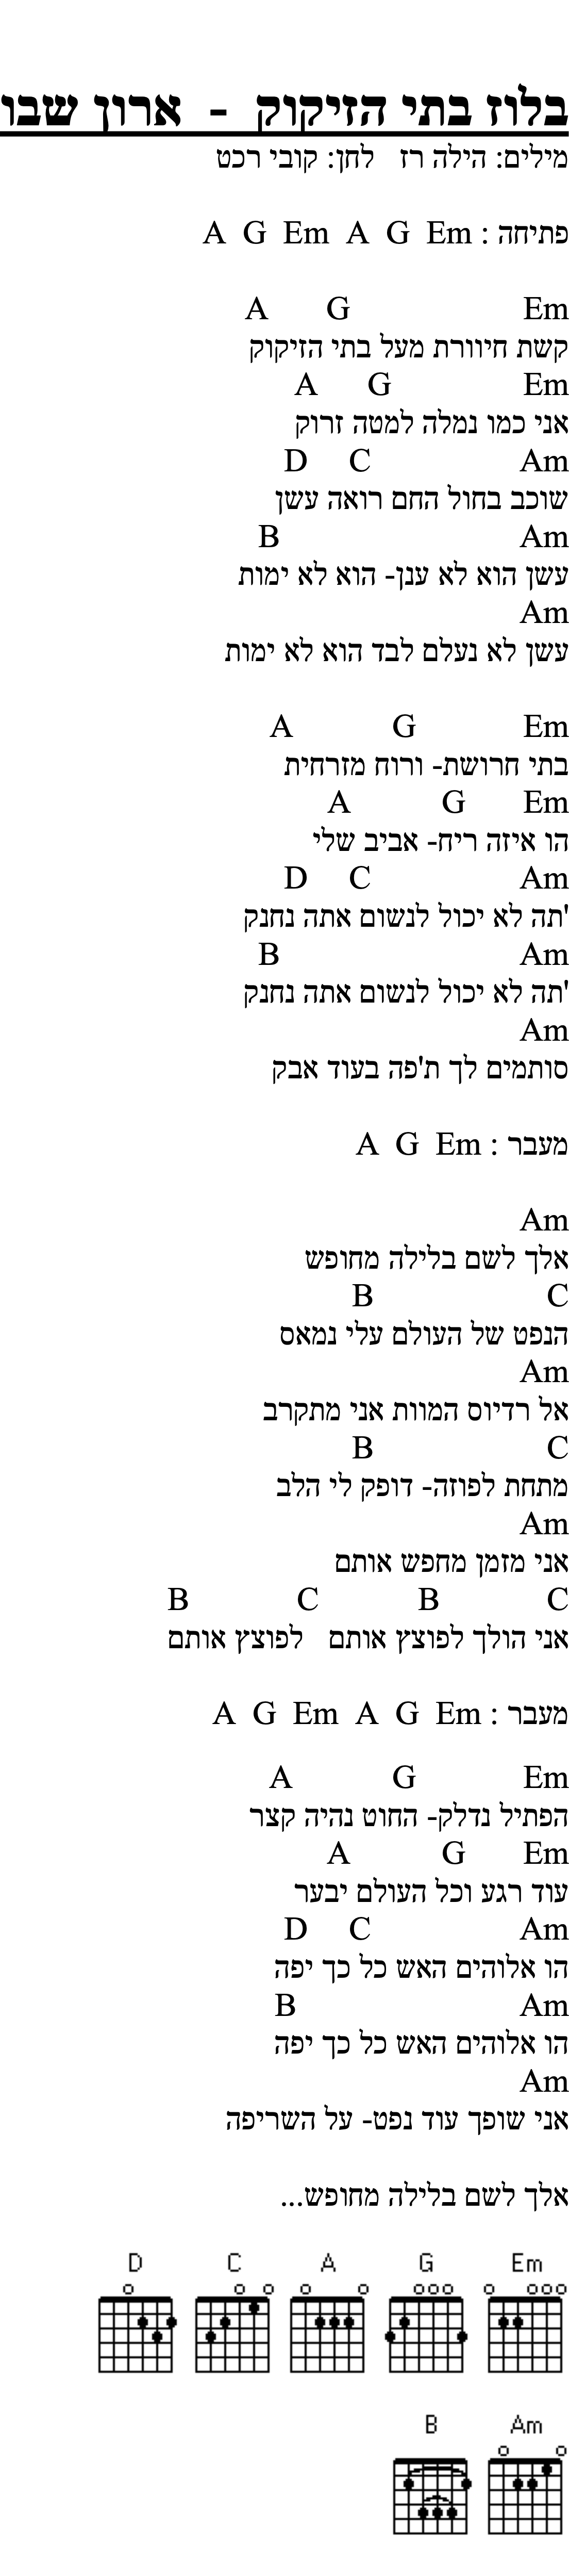 בלוז בתי הזיקוק - ארון שבו
מילים: הילה רז לחן: קובי רכט
פתיחה : A G Em A G Em
A G Em
קשת חיוורת מעל בתי הזיקוק
A G Em
אני כמו נמלה למטה זרוק
D C Am
שוכב בחול החם רואה עשן
B Am
עשן הוא לא ענן- הוא לא ימות
Am
עשן לא נעלם לבד הוא לא ימות
A G Em
בתי חרושת- ורוח מזרחית
A G Em
הו איזה ריח- אביב שלי
D C Am
'תה לא יכול לנשום אתה נחנק
B Am
'תה לא יכול לנשום אתה נחנק
Am
סותמים לך ת'פה בעוד אבק
מעבר : A G Em
Am
אלך לשם בלילה מחופש
B C
הנפט של העולם עלי נמאס
Am
אל רדיוס המוות אני מתקרב
B C
מתחת לפוזה- דופק לי הלב
Am
אני מזמן מחפש אותם
B C B C
אני הולך לפוצץ אותם לפוצץ אותם
מעבר : A G Em A G Em
A G Em
הפתיל נדלק- החוט נהיה קצר
A G Em
עוד רגע וכל העולם יבער
D C Am
הו אלוהים האש כל כך יפה
B Am
הו אלוהים האש כל כך יפה
Am
אני שופך עוד נפט- על השריפה
אלך לשם בלילה מחופש...
D C A G Em
B Am